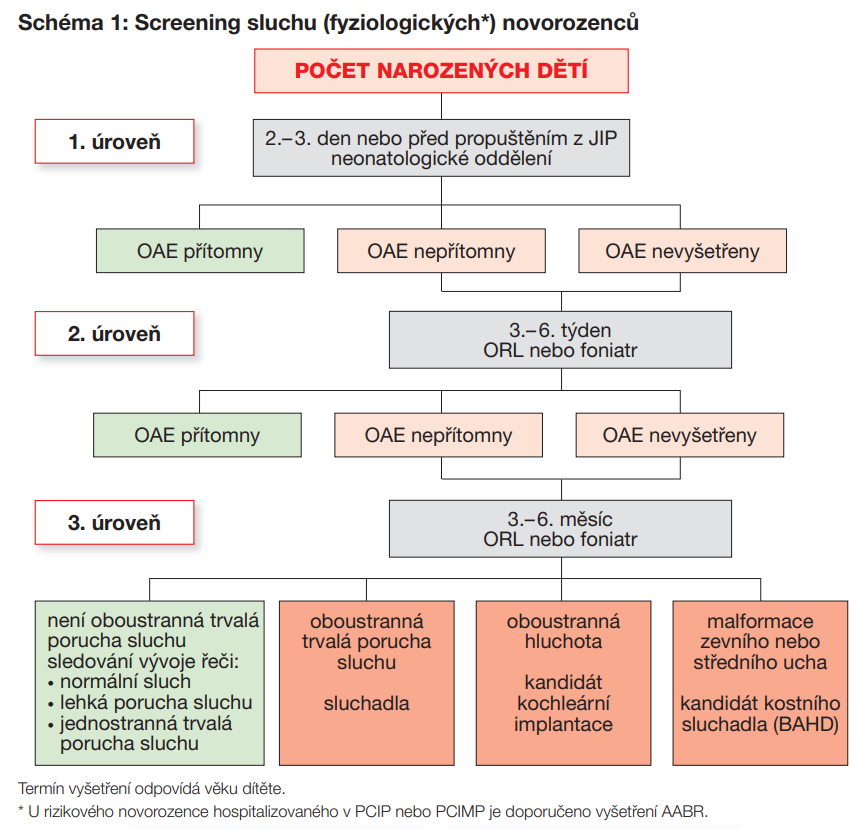 Schéma 1: Screening sluchu (fyziologických*) novorozenců
POČET NAROZENÝCH DĚTÍ
1. úroveň
2.–3. den nebo před propuštěním z JIP
neonatologické oddělení
OAE přítomny
OAE nepřítomny
OAE nevyšetřeny
2. úroveň
3.–6. týden
ORL nebo foniatr
OAE přítomny
OAE nepřítomny
OAE nevyšetřeny
3. úroveň
3.–6. měsíc
ORL nebo foniatr
není oboustranná trvalá
porucha sluchu
sledování vývoje řeči:
• normální sluch
• lehká porucha sluchu
• jednostranná trvalá
porucha sluchu
oboustranná
trvalá porucha
sluchu
sluchadla
oboustranná
hluchota
kandidát
kochleární
implantace
malformace
zevního nebo
středního ucha
kandidát kostního
sluchadla (BAHD)
Termín vyšetření odpovídá věku dítěte.
* U rizikového novorozence hospitalizovaného v PCIP nebo PCIMP je doporučeno vyšetření AABR.